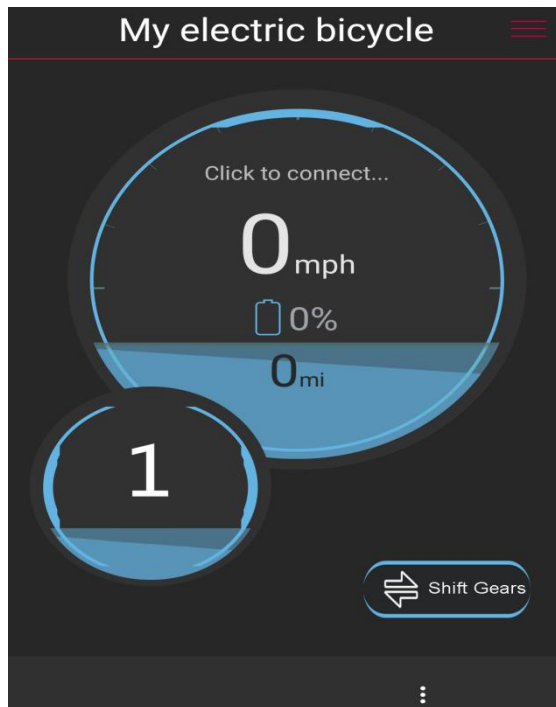 My electric bicycle
Click to connect...
0mph
0%
0mi
1
Shift Gears